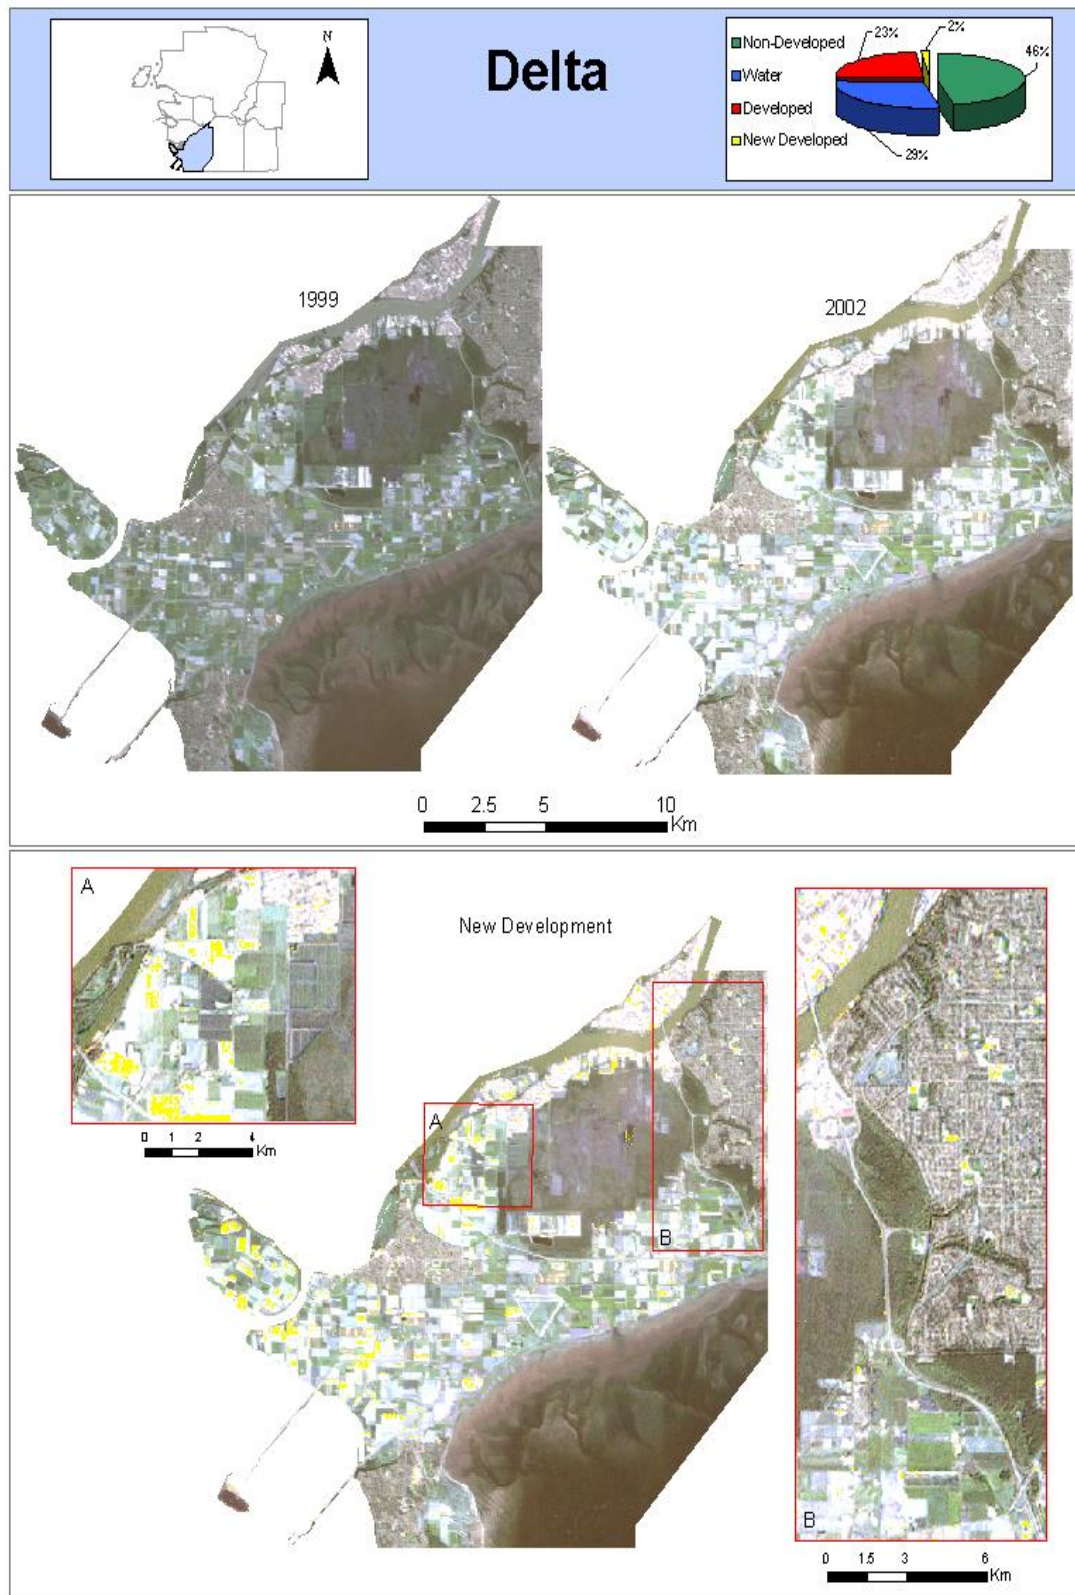 N
Delta
Non-Developed
Water
Developed
New Developed
23%
2%
46%
29%
1999
2002
0 2.5 5 10
Km
A
New Development
0 1 2 4
Km
A
B
B
0 1.5 3 6
Km